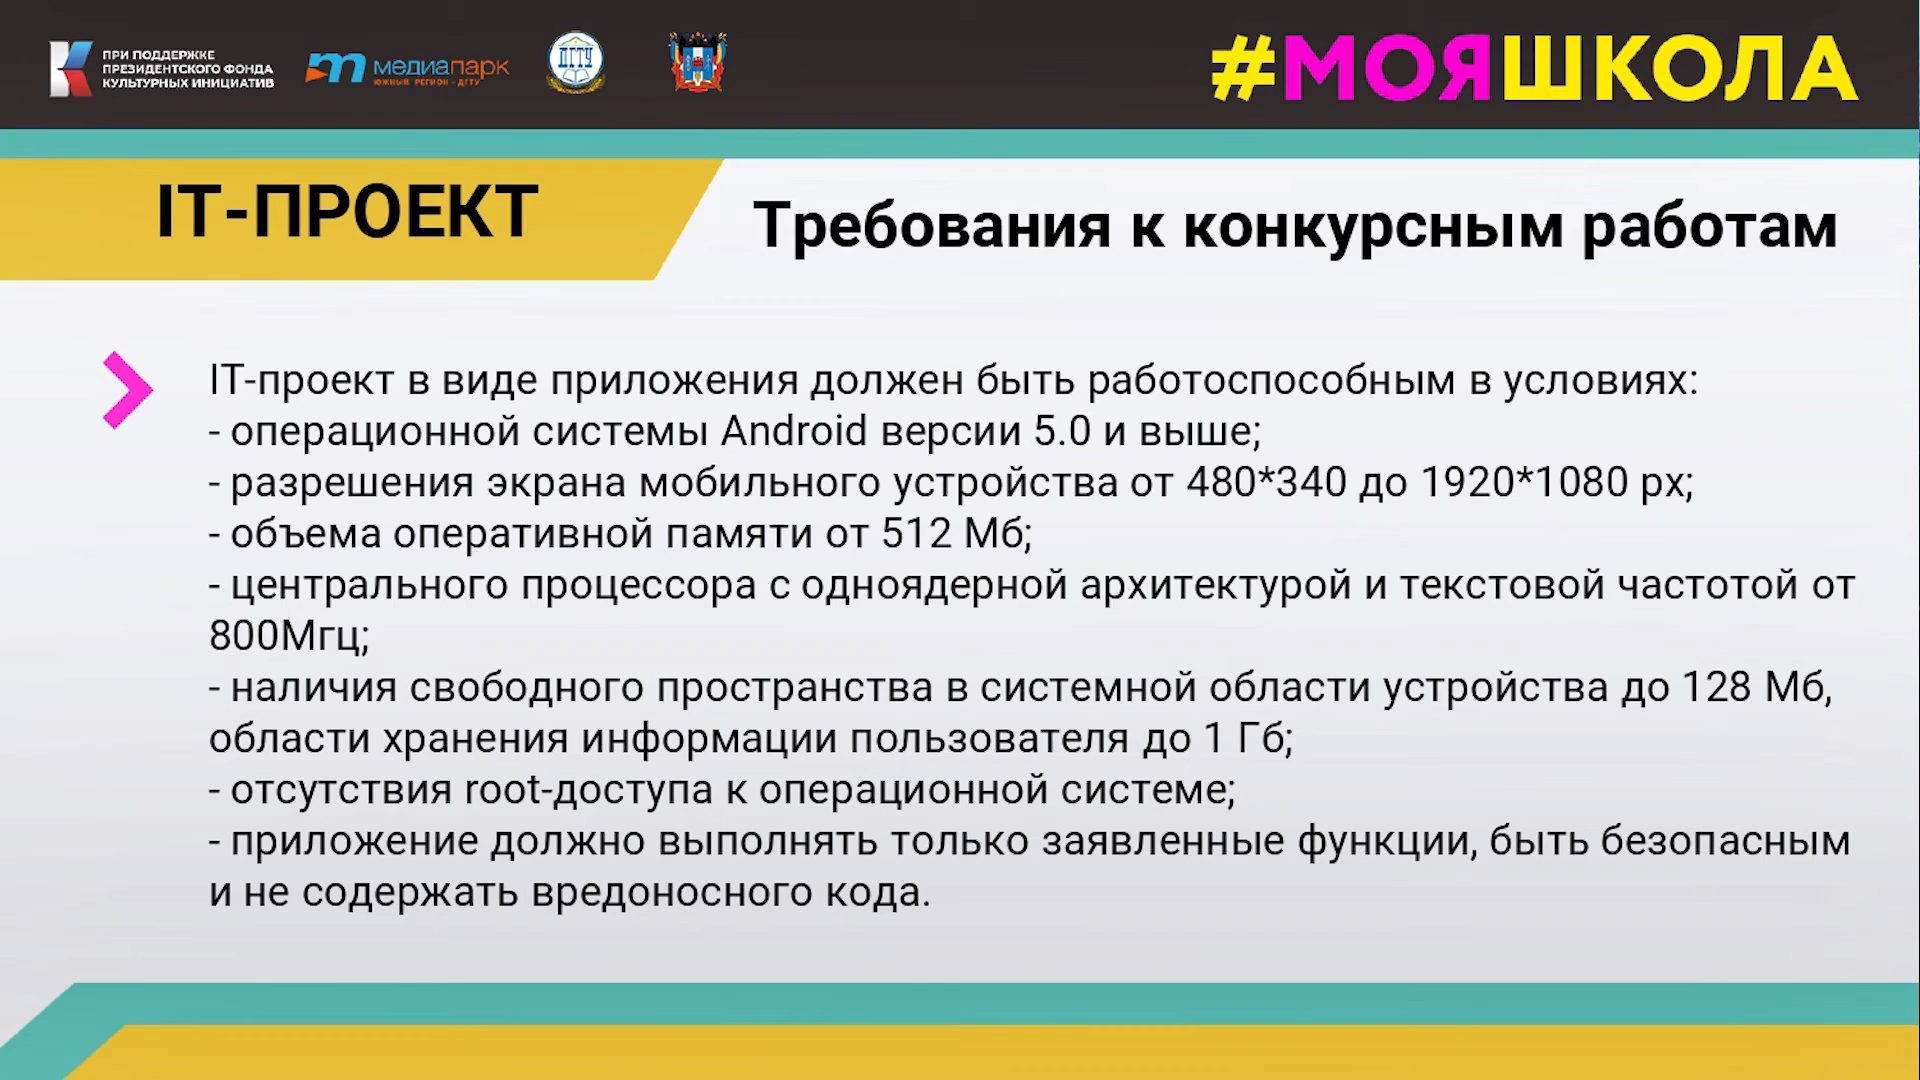 ПРИ ПОДДЕРЖКЕ
ПРЕЗИДЕНТСКОГО ФОНДА
КУЛЬТУРНЫХ ИНИЦИАТИВ
медиапарк
ЮЖНЫЙ РЕГИОН - ДГТУ
ДГТУ
#МОЯШКОЛА
IT-ПРОЕКТ
Требования к конкурсным работам
IT-проект в виде приложения должен быть работоспособным в условиях:
- операционной системы Android версии 5.0 и выше;
- разрешения экрана мобильного устройства от 480*340 до 1920*1080 px;
- объема оперативной памяти от 512 Мб;
- центрального процессора с одноядерной архитектурой и текстовой частотой от
800Мгц;
- наличия свободного пространства в системной области устройства до 128 Мб,
области хранения информации пользователя до 1 Гб;
- отсутствия root-доступа к операционной системе;
- приложение должно выполнять только заявленные функции, быть безопасным
и не содержать вредоносного кода.